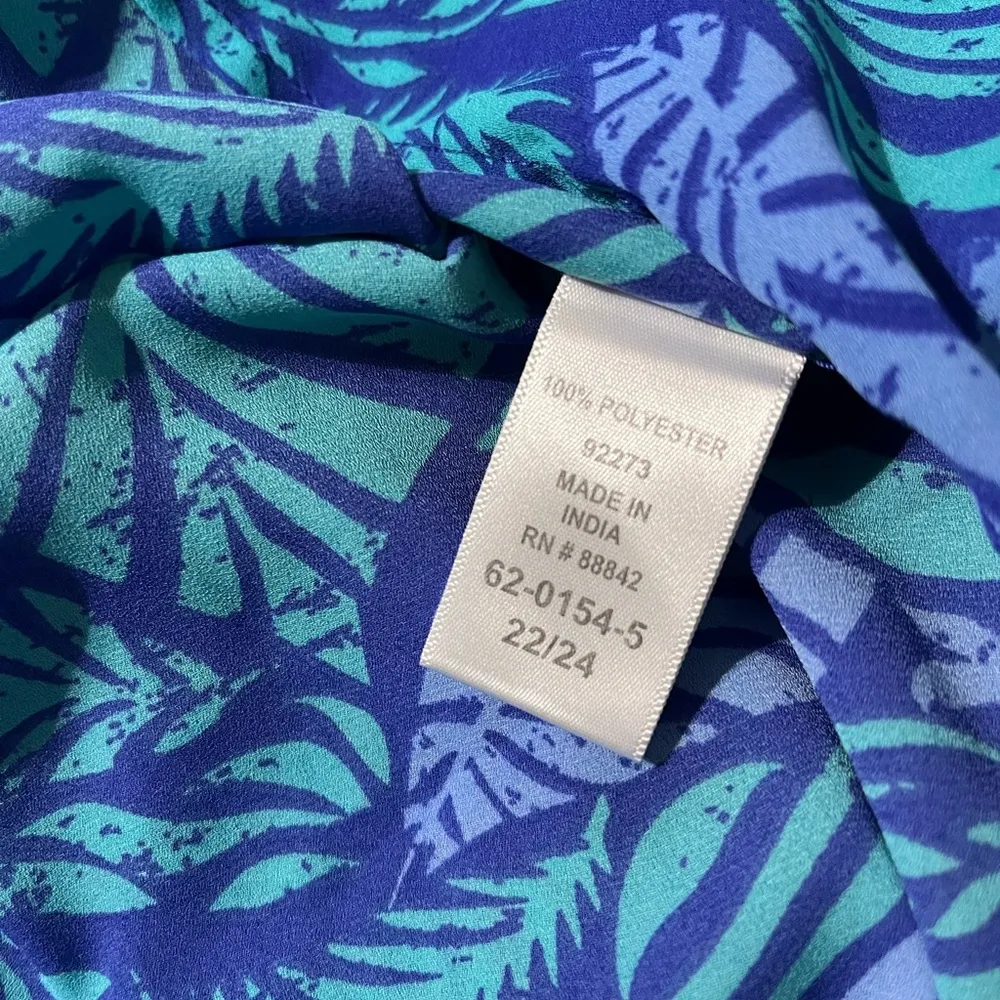 100% POLYESTER
92273
MADE IN
INDIA
RN # 88842
62-0154-5
22/24